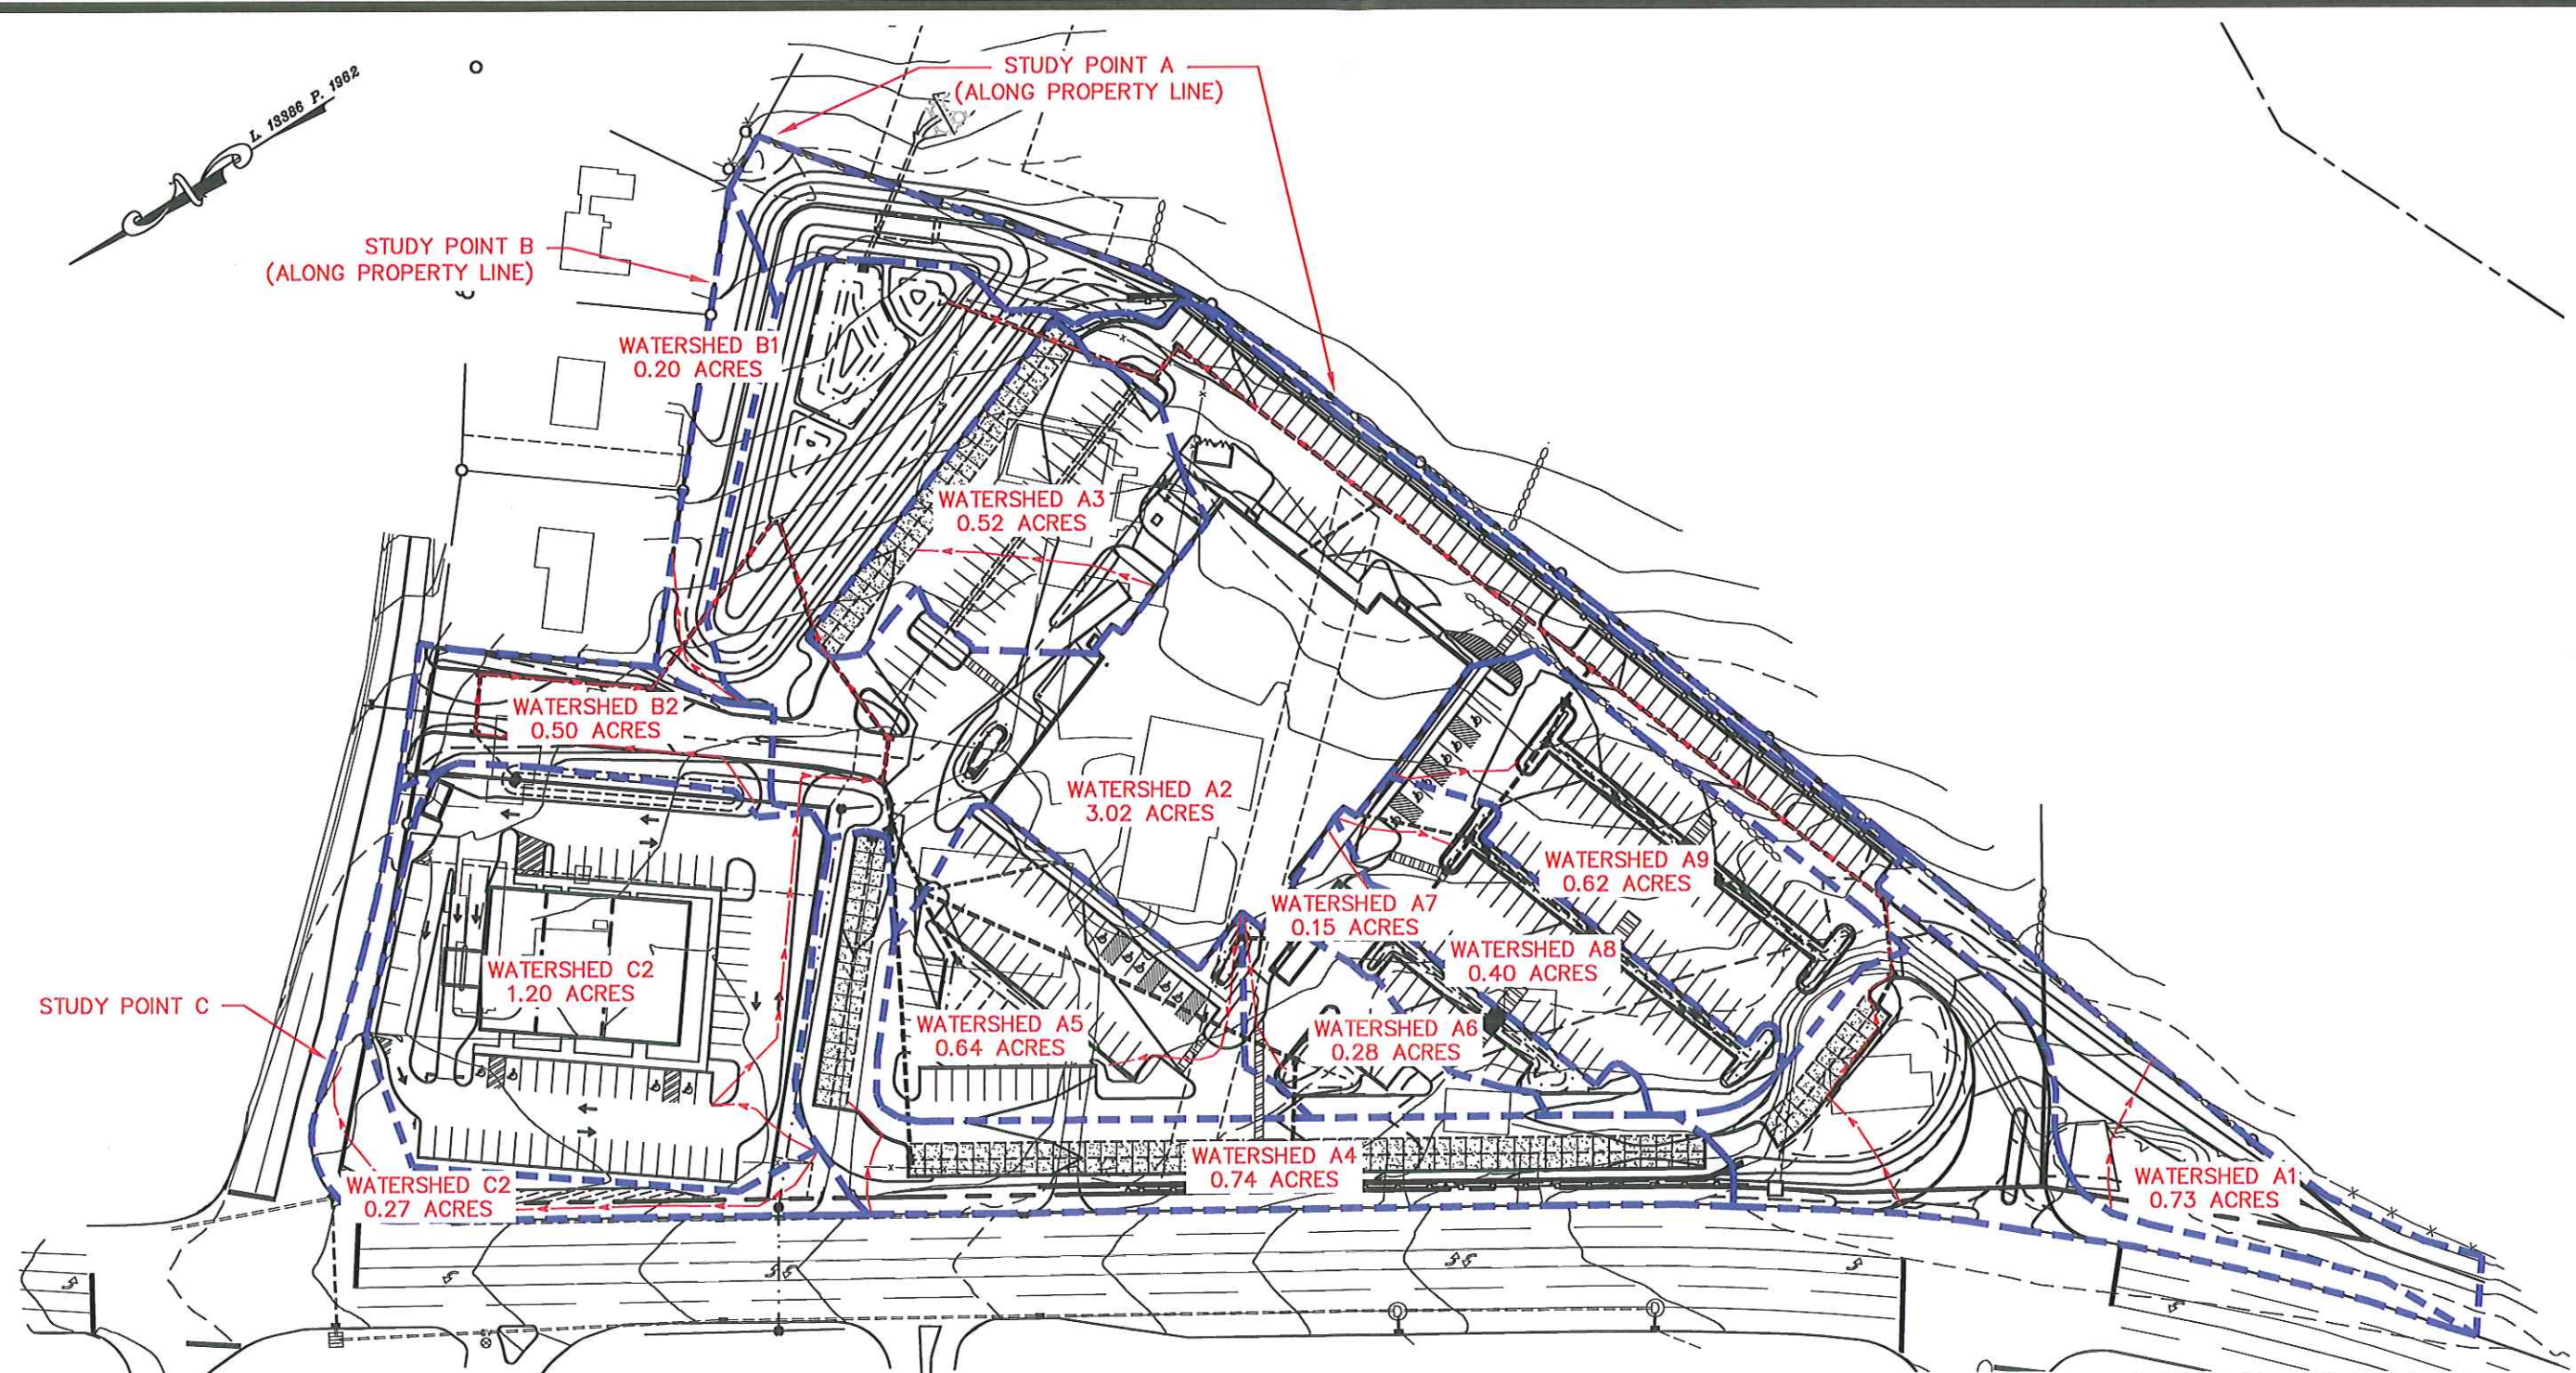 L. 13386 P. 1962
STUDY POINT A
(ALONG PROPERTY LINE)
STUDY POINT B
(ALONG PROPERTY LINE)
WATERSHED B1
0.20 ACRES
WATERSHED A3
0.52 ACRES
WATERSHED B2
0.50 ACRES
WATERSHED A2
3.02 ACRES
WATERSHED A9
0.62 ACRES
WATERSHED A7
0.15 ACRES
WATERSHED A8
0.40 ACRES
WATERSHED C2
1.20 ACRES
STUDY POINT C
WATERSHED A5
0.64 ACRES
WATERSHED A6
0.28 ACRES
WATERSHED A4
0.74 ACRES
WATERSHED C2
0.27 ACRES
WATERSHED A1
0.73 ACRES